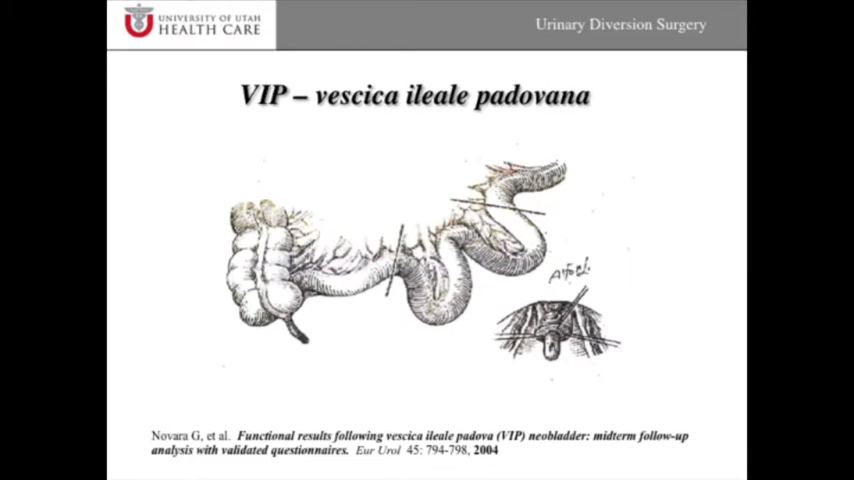 UNIVERSITY OF UTAH
HEALTH CARE
Urinary Diversion Surgery
VIP – vescica ileale padovana
Novara G, et al. Functional results following vescica ileale padova (VIP) neobladder: midterm follow-up
analysis with validated questionnaires. Eur Urol 45: 794-798, 2004